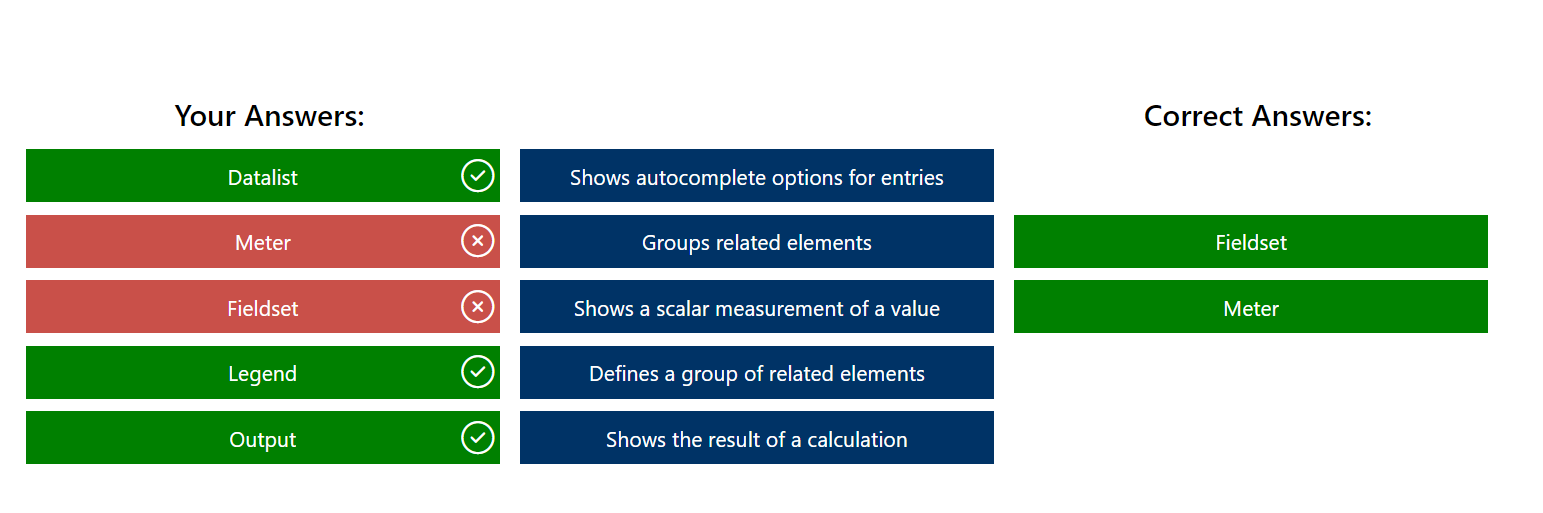 Your Answers:
Correct Answers:
Datalist
Shows autocomplete options for entries
Meter
Groups related elements
Fieldset
Fieldset
Shows a scalar measurement of a value
Meter
Legend
Defines a group of related elements
Output
Shows the result of a calculation